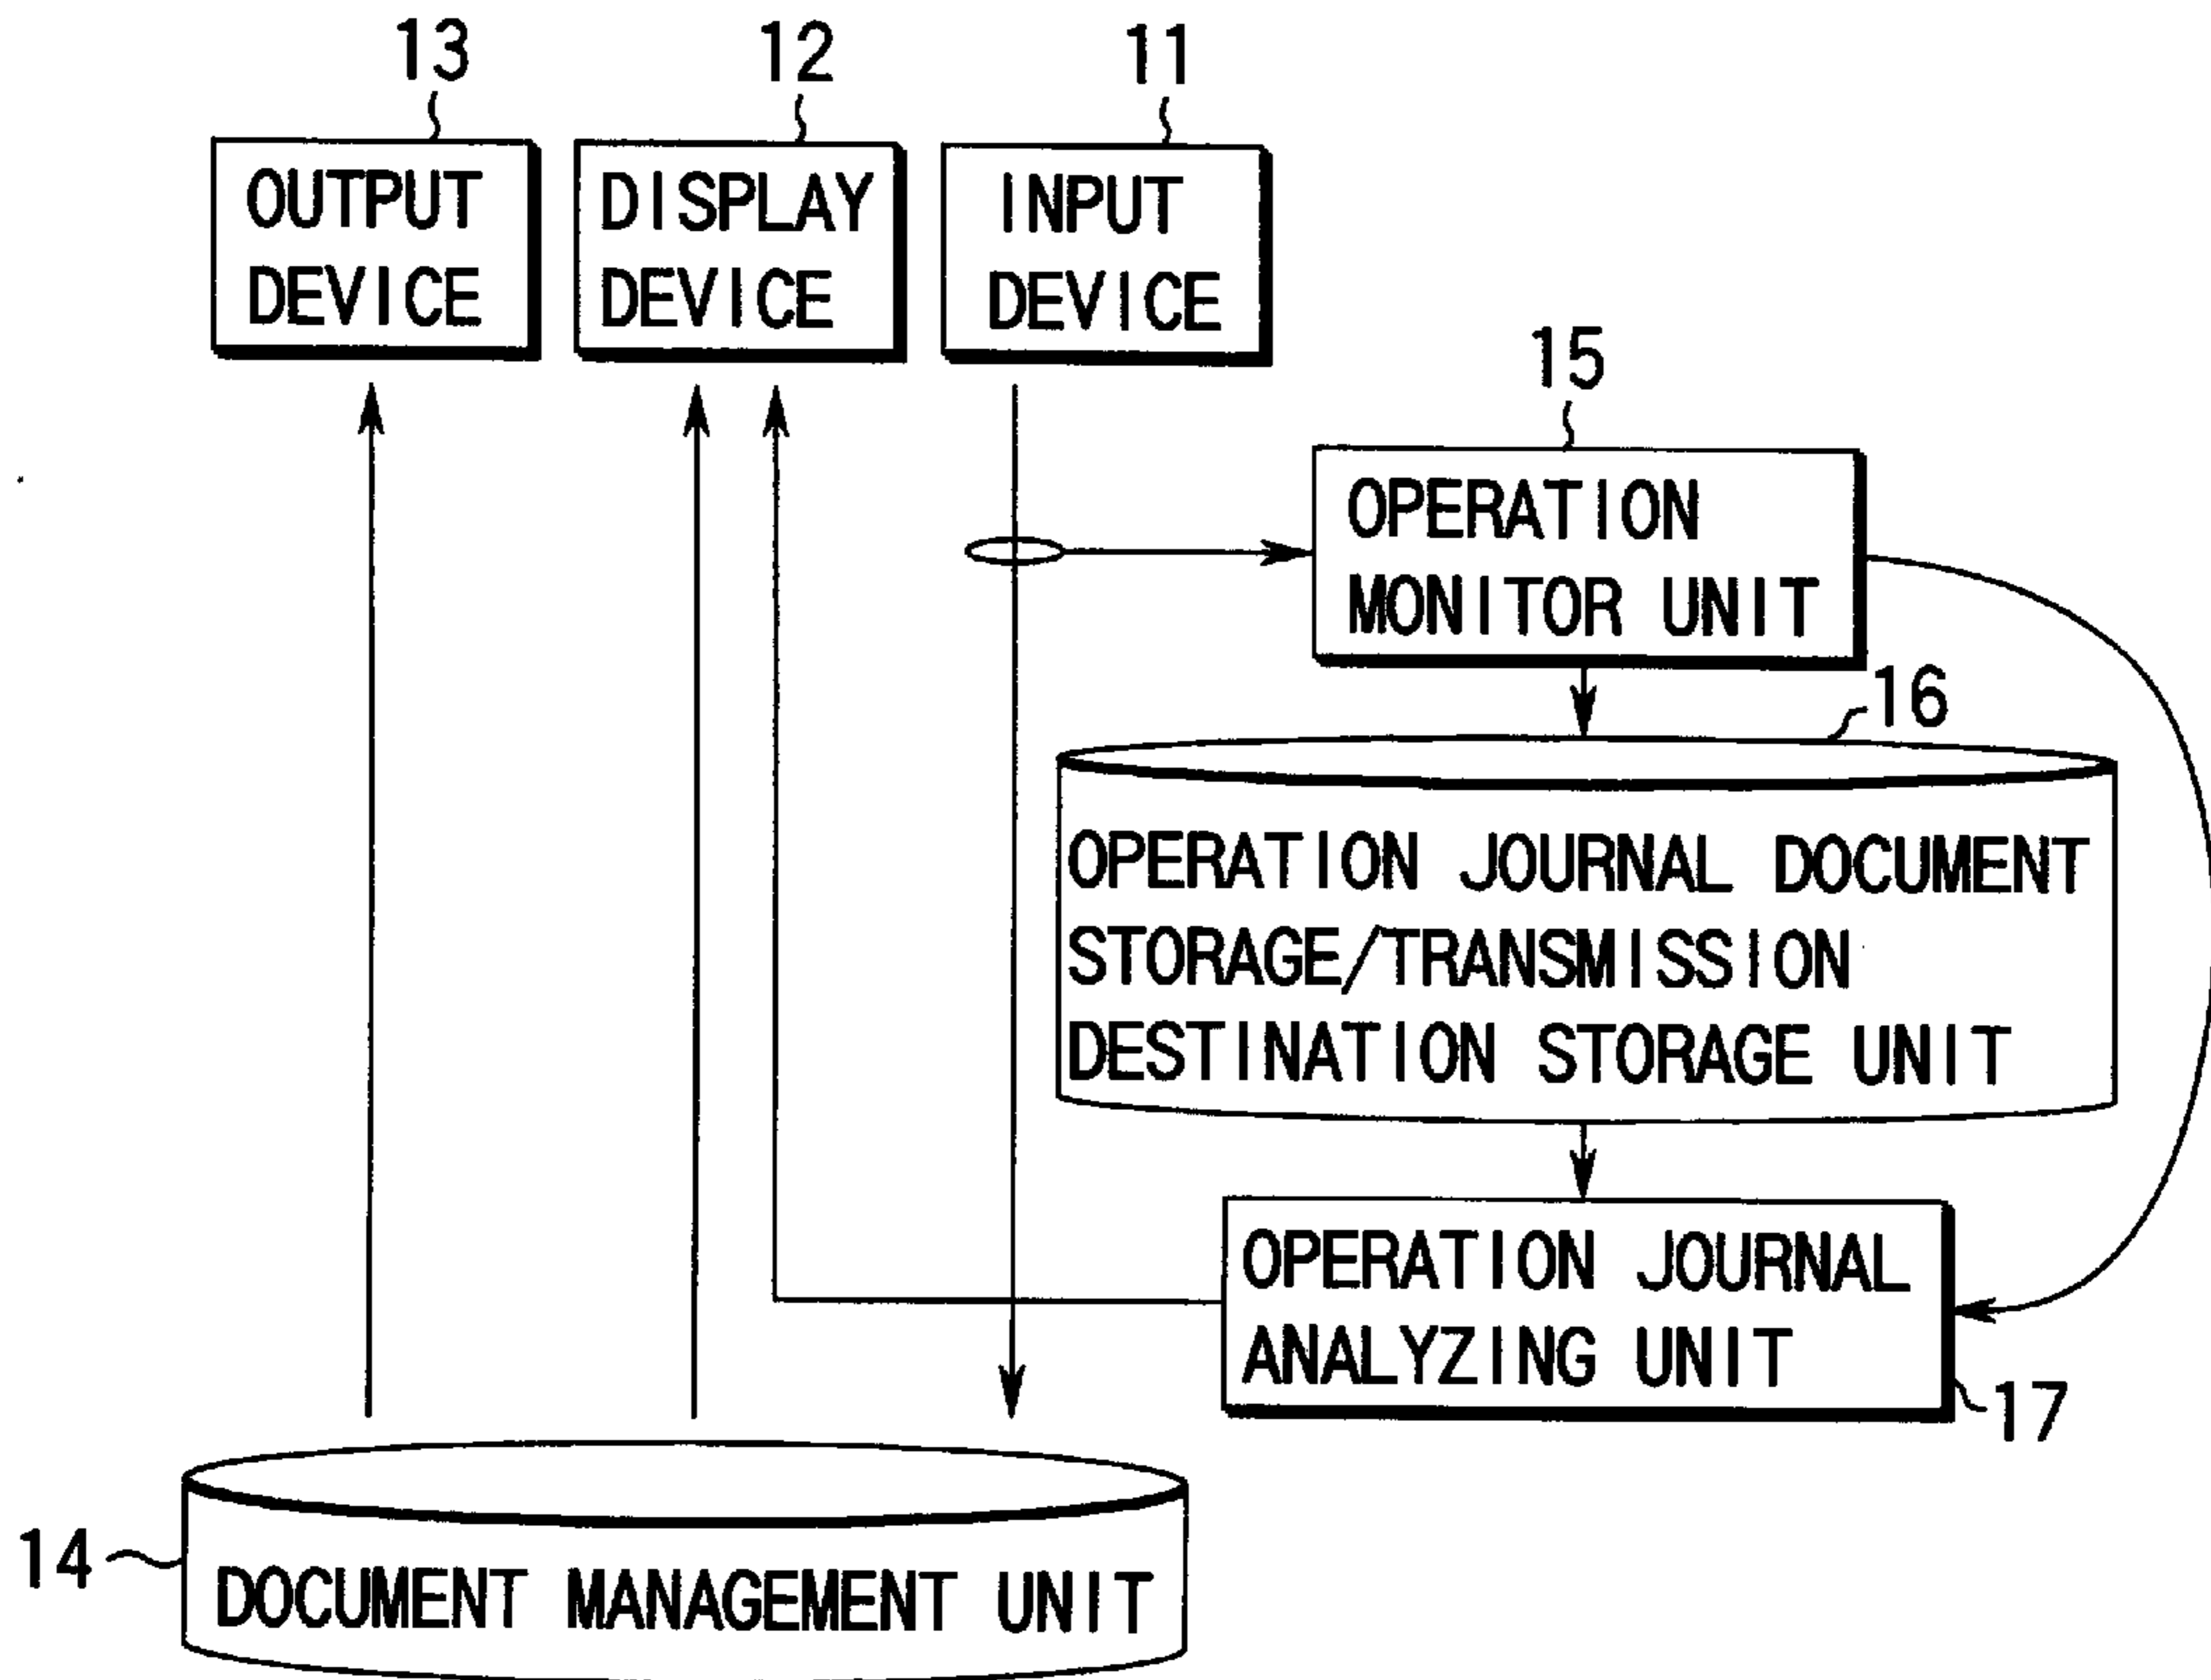 13
12
11
OUTPUT
DEVICE
DISPLAY
DEVICE
INPUT
DEVICE
15
OPERATION
MONITOR UNIT
16
OPERATION JOURNAL DOCUMENT
STORAGE/TRANSMISSION
DESTINATION STORAGE UNIT
OPERATION JOURNAL
ANALYZING UNIT
17
14
DOCUMENT MANAGEMENT UNIT